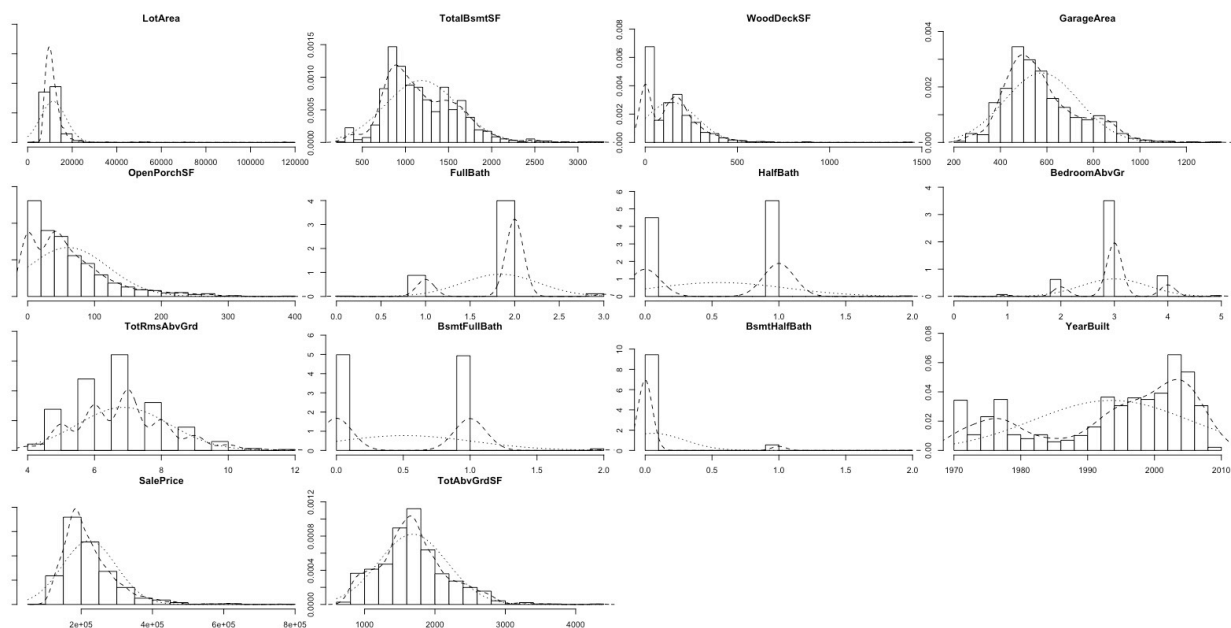 LotArea
TotalBsmtSF
WoodDeckSF
GarageArea
0.0000 0.0005 0.0010 0.0015
0.000 0.002 0.004 0.006 0.008
0.000 0.002 0.004
0 20000 40000 60000 80000 100000 120000
500 1000 1500 2000 2500 3000
0 500 1000 1500
200 400 600 800 1000 1200
OpenPorchSF
FullBath
HalfBath
BedroomAbvGr
0 1 2 3 4
0 1 2 3 4 5 6
0 1 2 3 4
0 100 200 300 400
0.0 0.5 1.0 1.5 2.0 2.5 3.0
0.0 0.5 1.0 1.5 2.0
0 1 2 3 4 5
TotRmsAbvGrd
BsmtFullBath
BsmtHalfBath
YearBuilt
0 1 2 3 4 5 6
0 2 4 6 8 10
0.00 0.02 0.04 0.06 0.08
4 6 8 10 12
0.0 0.5 1.0 1.5 2.0
0.0 0.5 1.0 1.5 2.0
1970 1980 1990 2000 2010
SalePrice
TotAbvGrdSF
0.0000 0.0004 0.0008 0.0012
2e+05 4e+05 6e+05 8e+05
1000 2000 3000 4000